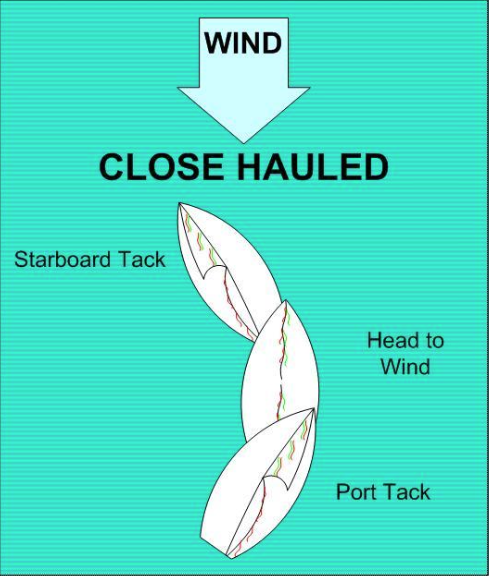 WIND
CLOSE HAULED
Starboard Tack
Head to
Wind
Port Tack